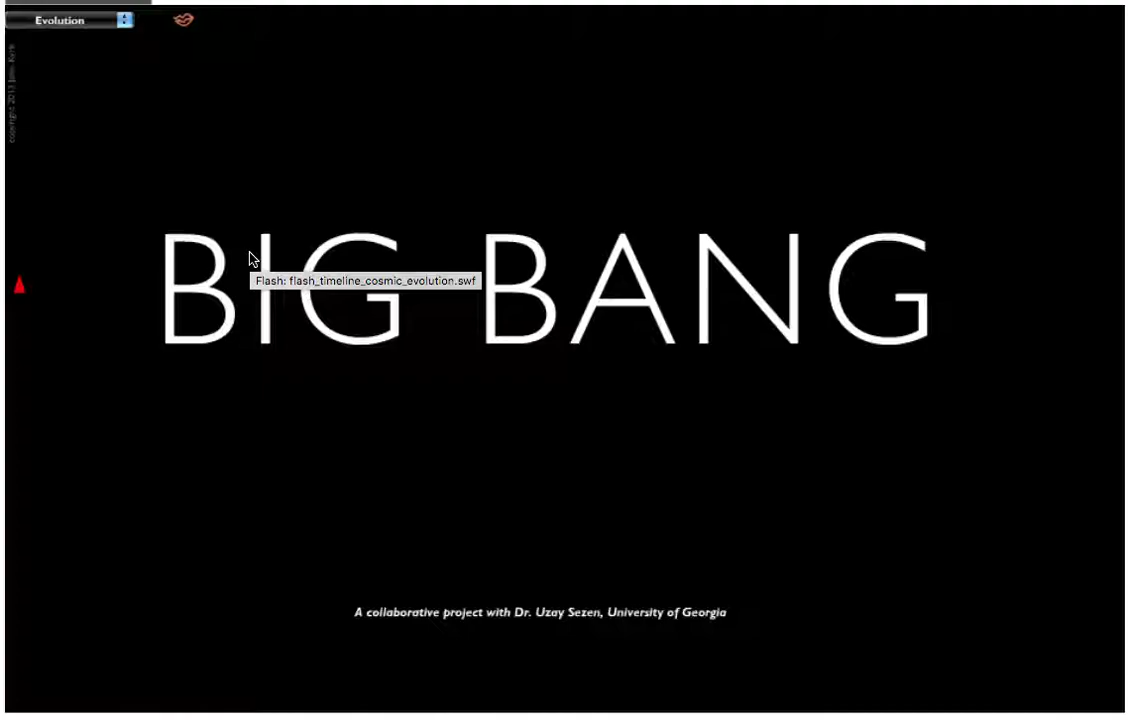 Evolution
BIG BANG
Flash: flash_timeline_cosmic_evolution.swf
A collaborative project with Dr. Uzay Sezen, University of Georgia